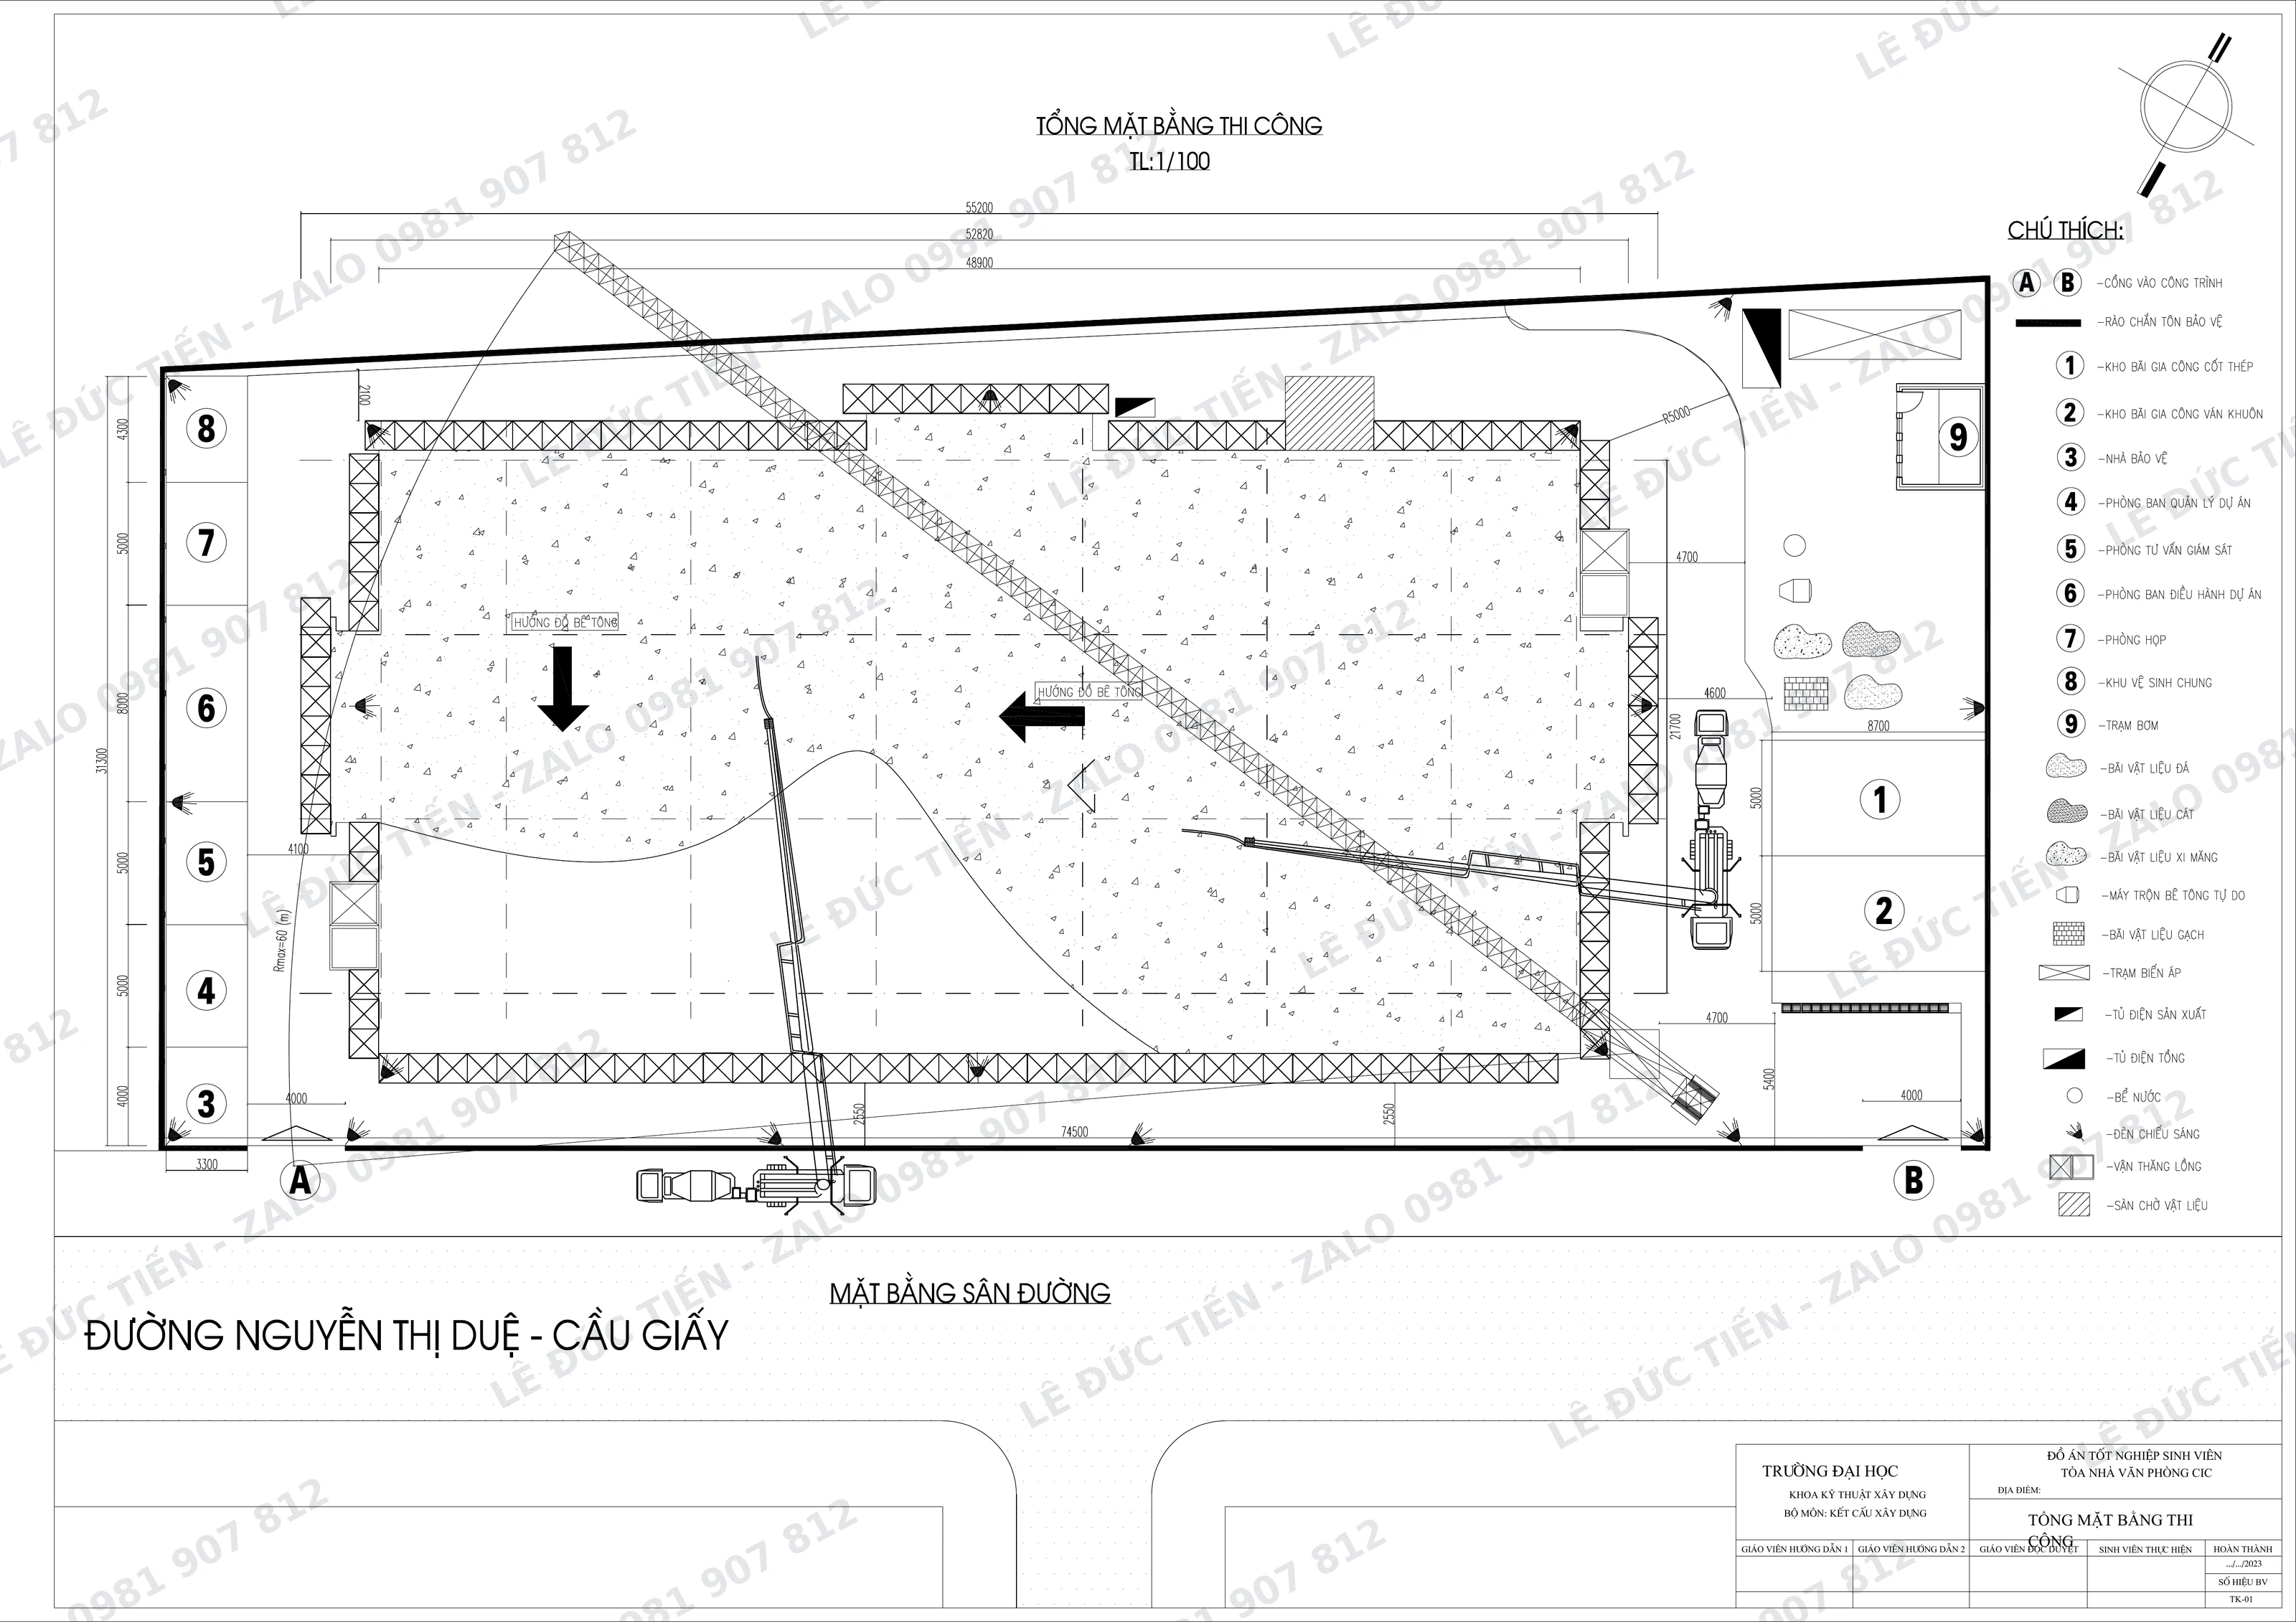 TỔNG MẶT BẰNG THI CÔNG
TL:1/100
55200
52820
48900
CHÚ THÍCH:
A B -CỔNG VÀO CÔNG TRÌNH
-RÀO CHẮN TÔN BẢO VỆ
1 -KHO BÃI GIA CÔNG CỐT THÉP
2 -KHO BÃI GIA CÔNG VÁN KHUÔN
3 -NHÀ BẢO VỆ
4 -PHÒNG BAN QUẢN LÝ DỰ ÁN
5 -PHÒNG TƯ VẤN GIÁM SÁT
6 -PHÒNG BAN ĐIỀU HÀNH DỰ ÁN
7 -PHÒNG HỌP
8 -KHU VỆ SINH CHUNG
9 -TRẠM BƠM
-BÃI VẬT LIỆU ĐÁ
-BÃI VẬT LIỆU CÁT
-BÃI VẬT LIỆU XI MĂNG
-MÁY TRỘN BÊ TÔNG TỰ DO
-BÃI VẬT LIỆU GẠCH
-TRẠM BIẾN ÁP
-TỦ ĐIỆN SẢN XUẤT
-TỦ ĐIỆN TỔNG
-BỂ NƯỚC
-ĐÈN CHIẾU SÁNG
-VẬN THĂNG LỒNG
-SÀN CHỜ VẬT LIỆU
2100
4300
8
R5000
9
5000
7
4700
HƯỚNG ĐỔ BÊ TÔNG
HƯỚNG ĐỔ BÊ TÔNG
8000
6
4600
21700
8700
31300
5000
1
4100
5000
5
5000
2
Rmax=60 (m)
5000
4
4700
5400
4000
3
4000
4000
2550
2550
74500
3300
A
B
MẶT BẰNG SÂN ĐƯỜNG
ĐƯỜNG NGUYỄN THỊ DUỆ - CẦU GIẤY
TRƯỜNG ĐẠI HỌC
KHOA KỸ THUẬT XÂY DỰNG
BỘ MÔN: KẾT CẤU XÂY DỰNG
ĐỒ ÁN TỐT NGHIỆP SINH VIÊN
TÒA NHÀ VĂN PHÒNG CIC
ĐỊA ĐIỂM:
TỔNG MẶT BẰNG THI
CÔNG
GIÁO VIÊN HƯỚNG DẪN 1
GIÁO VIÊN HƯỚNG DẪN 2
GIÁO VIÊN ĐỌC DUYỆT
SINH VIÊN THỰC HIỆN
HOÀN THÀNH
.../.../2023
SỐ HIỆU BV
TK-01
LÊ ĐỨC TIẾN - ZALO 0981 907 812